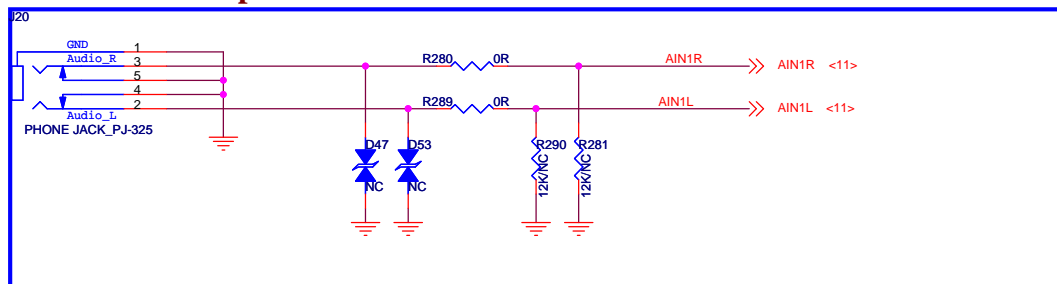 J20
GND 1
Audio_R 3
5
4
Audio_L 2
PHONE JACK_PJ-325
R280 0R
R289 0R
AIN1R AIN1R <11>
AIN1L AIN1L <11>
D47 D53 R290 R281
NC NC 12K/NC 12K/NC